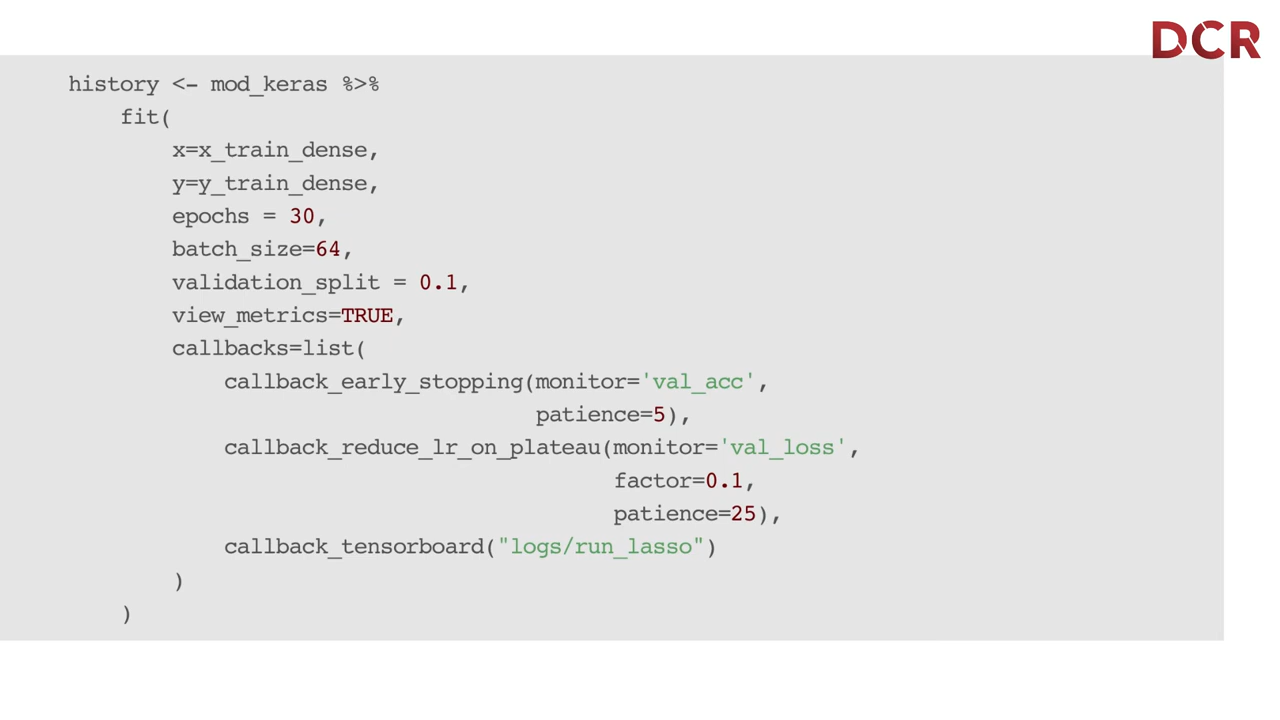 DCR
history <- mod_keras %>%
    fit(
        x=x_train_dense,
        y=y_train_dense,
        epochs = 30,
        batch_size=64,
        validation_split = 0.1,
        view_metrics=TRUE,
        callbacks=list(
            callback_early_stopping(monitor='val_acc',
                                    patience=5),
            callback_reduce_lr_on_plateau(monitor='val_loss',
                                          factor=0.1,
                                          patience=25),
            callback_tensorboard("logs/run_lasso")
        )
    )